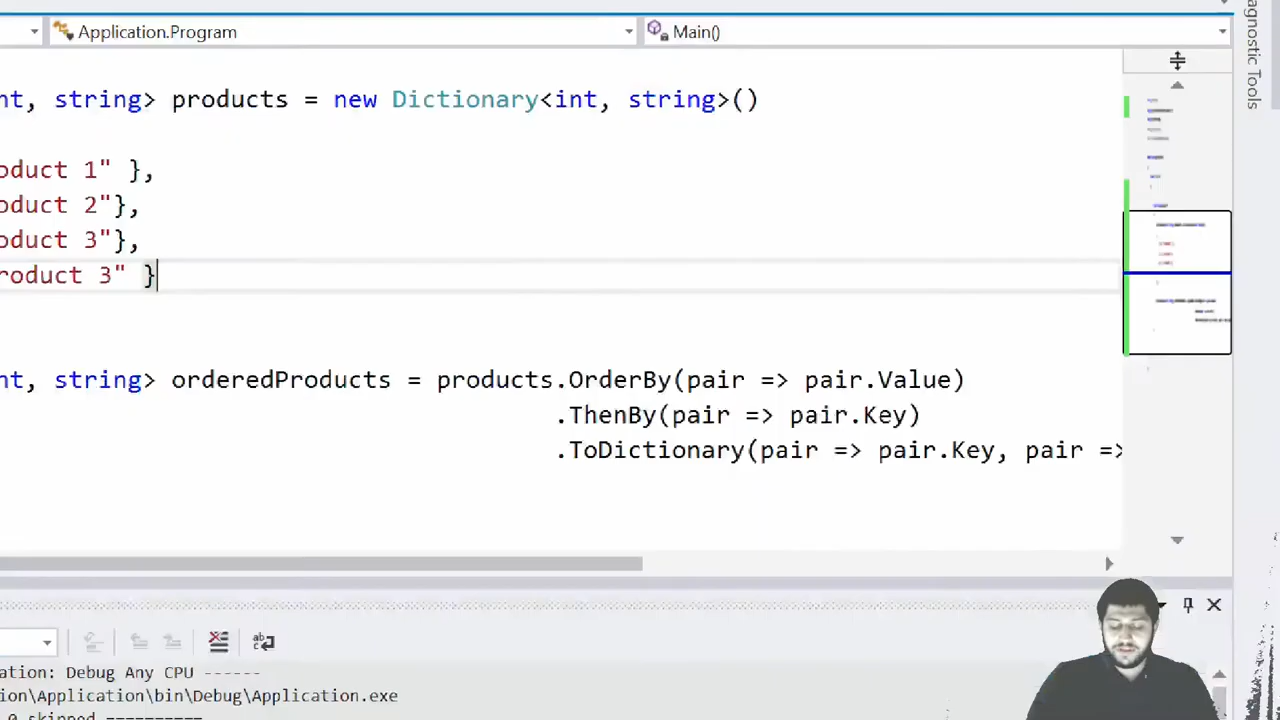 Application.Program
Main()
agnostic Tools
nt, string> products = new Dictionary<int, string>()
oduct 1" },
oduct 2"},
oduct 3"},
roduct 3" }
nt, string> orderedProducts = products.OrderBy(pair => pair.Value)
.ThenBy(pair => pair.Key)
.ToDictionary(pair => pair.Key, pair =>
ation: Debug Any CPU ------
ion\Application\bin\Debug\Application.exe
0 skipped ==========